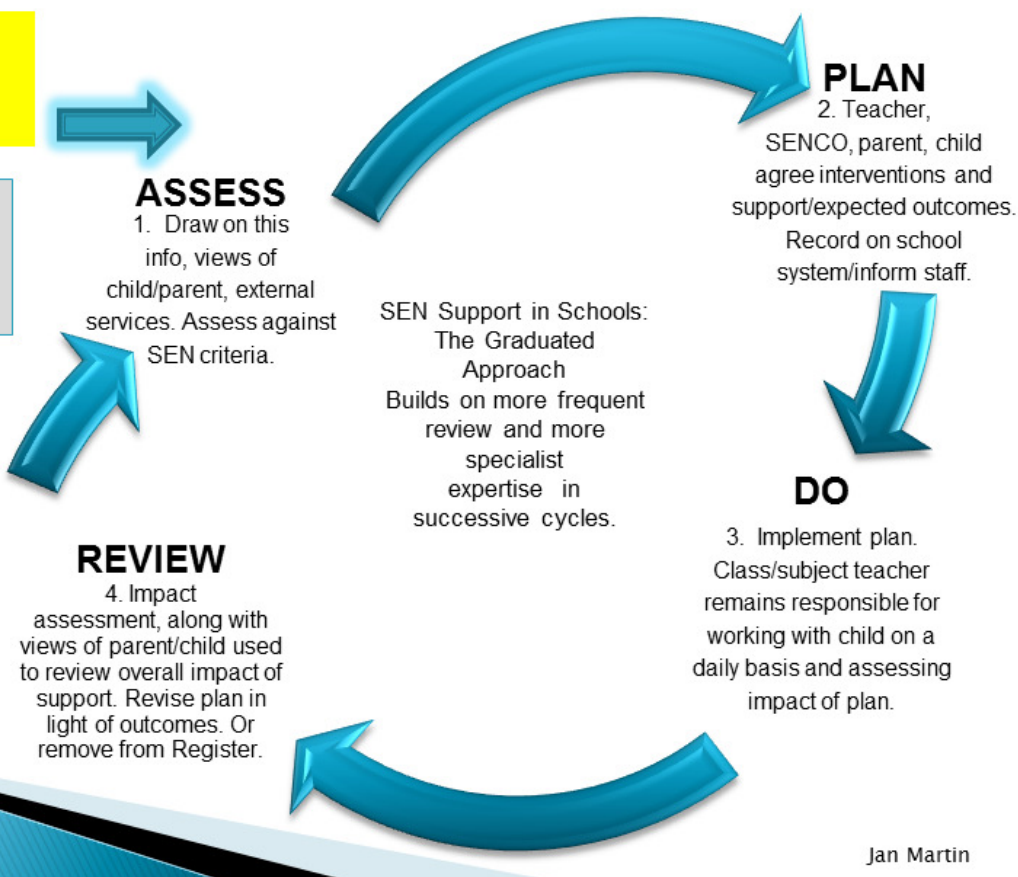 ASSESS
1. Draw on this
info, views of
child/parent, external
services. Assess against
SEN criteria.
PLAN
2. Teacher,
SENCO, parent, child
agree interventions and
support/expected outcomes.
Record on school
system/inform staff.
SEN Support in Schools:
The Graduated
Approach
Builds on more frequent
review and more
specialist
expertise in
successive cycles.
DO
3. Implement plan.
Class/subject teacher
remains responsible for
working with child on a
daily basis and assessing
impact of plan.
REVIEW
4. Impact
assessment, along with
views of parent/child used
to review overall impact of
support. Revise plan in
light of outcomes. Or
remove from Register.
Jan Martin